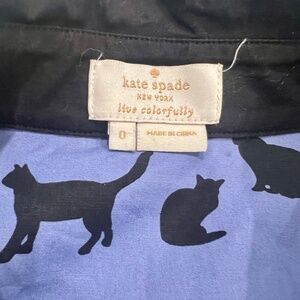 kate spade
NEW YORK
live colorfully
0
MADE IN CHINA